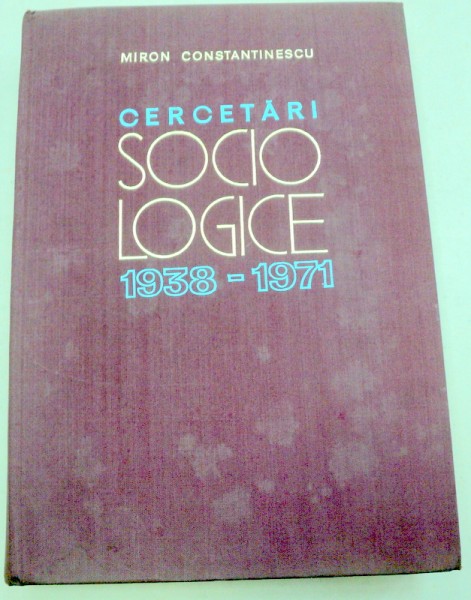 MIRON CONSTANTINESCU
CERCETĂRI
SOCIO
LOGICE
1938 - 1971